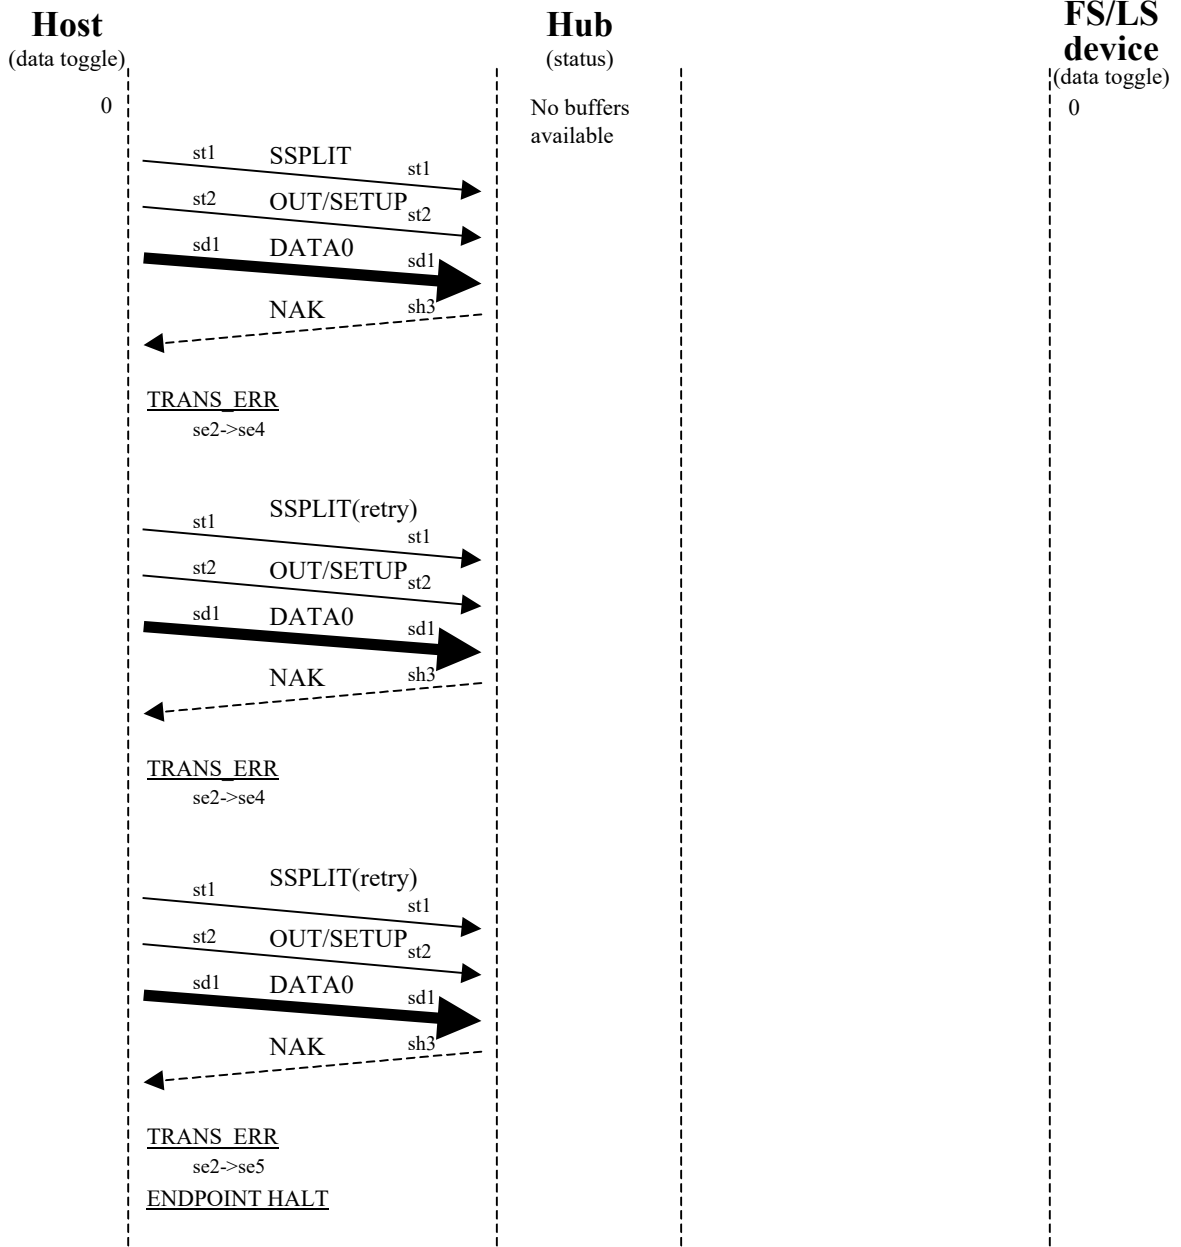 Host
(data toggle)
Hub
(status)
FS/LS
device
(data toggle)
0
No buffers
available
0
st1 SSPLIT st1
st2 OUT/SETUP st2
sd1 DATA0 sd1
NAK sh3
TRANS_ERR
se2->se4
SSPLIT(retry)
st1 st1
st2 OUT/SETUP st2
sd1 DATA0 sd1
NAK sh3
TRANS_ERR
se2->se4
SSPLIT(retry)
st1 st1
st2 OUT/SETUP st2
sd1 DATA0 sd1
NAK sh3
TRANS_ERR
se2->se5
ENDPOINT HALT